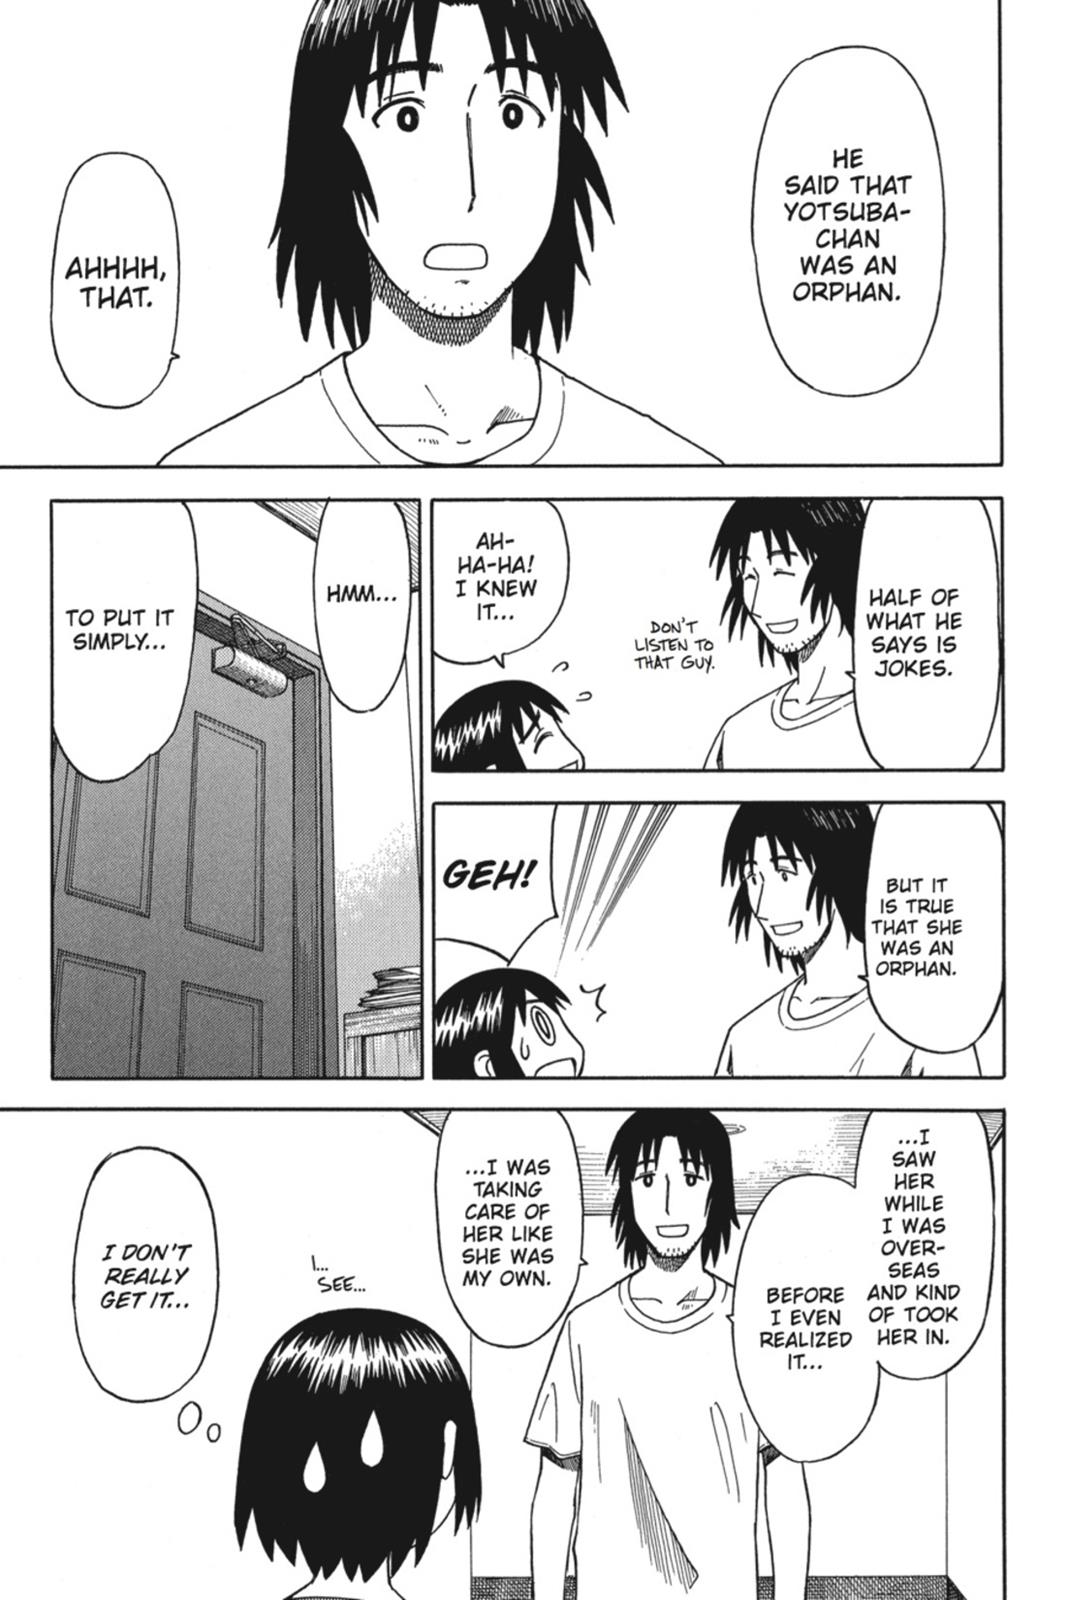 HE
SAID THAT
YOTSUBA-
CHAN
WAS AN
ORPHAN.
AHHHH,
THAT.
HALF OF
WHAT HE
SAYS IS
JOKES.
DON'T
LISTEN TO
THAT GUY.
AH-
HA-HA!
I KNEW
IT...
BUT IT
IS TRUE
THAT SHE
WAS AN
ORPHAN.
GEH!
HMM...
TO PUT IT
SIMPLY...
...I
SAW
HER
WHILE
I WAS
OVER-
SEAS
AND KIND
OF TOOK
HER IN.
BEFORE
I EVEN
REALIZED
IT...
...I WAS
TAKING
CARE OF
HER LIKE
SHE WAS
MY OWN.
I...
SEE...
I DON'T
REALLY
GET IT...